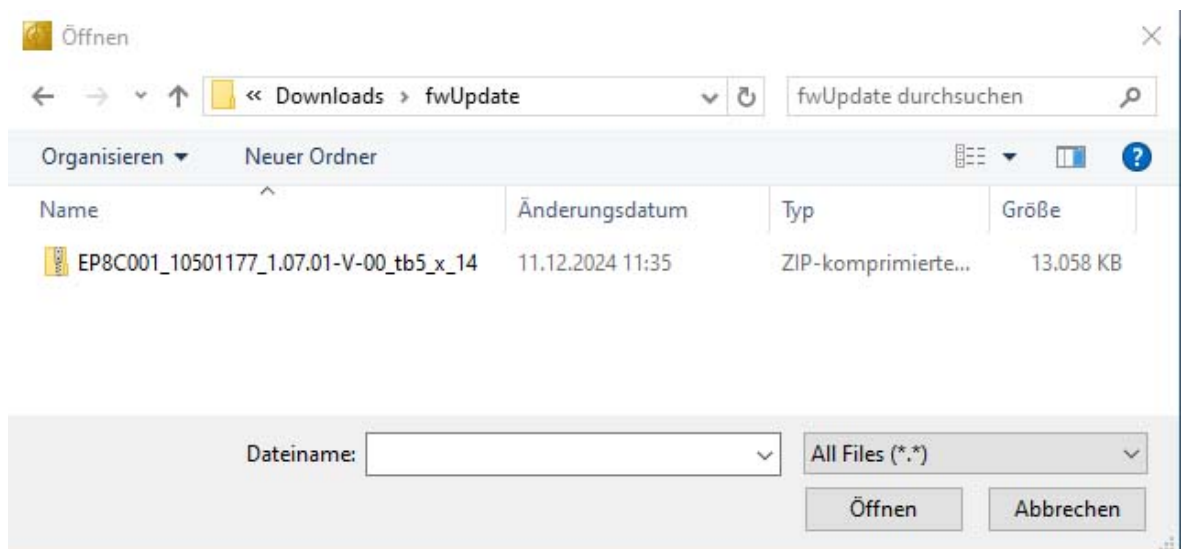 Öffnen
« Downloads › fwUpdate fwUpdate durchsuchen
Organisieren Neuer Ordner ?
Name Änderungsdatum Typ Größe
EP8C001_10501177_1.07.01-V-00_tb5_x_14 11.12.2024 11:35 ZIP-komprimierte... 13.058 KB
Dateiname: All Files (*.*)
Öffnen Abbrechen